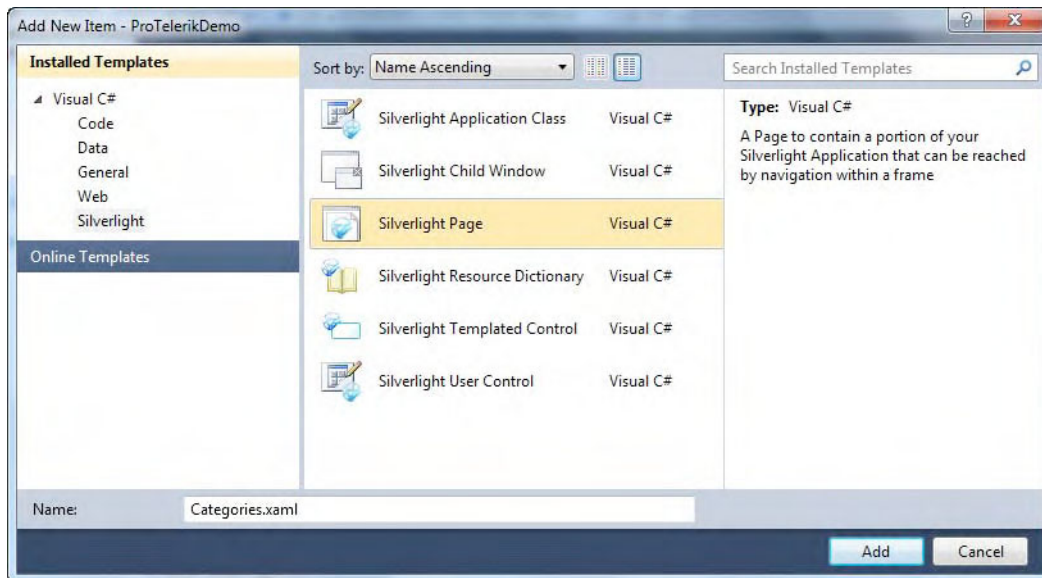 Add New Item - ProTelerikDemo
Installed Templates
Visual C#
Code
Data
General
Web
Silverlight
Online Templates
Sort by: Name Ascending
Silverlight Application Class Visual C#
Silverlight Child Window Visual C#
Silverlight Page Visual C#
Silverlight Resource Dictionary Visual C#
Silverlight Templated Control Visual C#
Silverlight User Control Visual C#
Search Installed Templates
Type: Visual C#
A Page to contain a portion of your
Silverlight Application that can be reached
by navigation within a frame
Name: Categories.xaml
Add Cancel